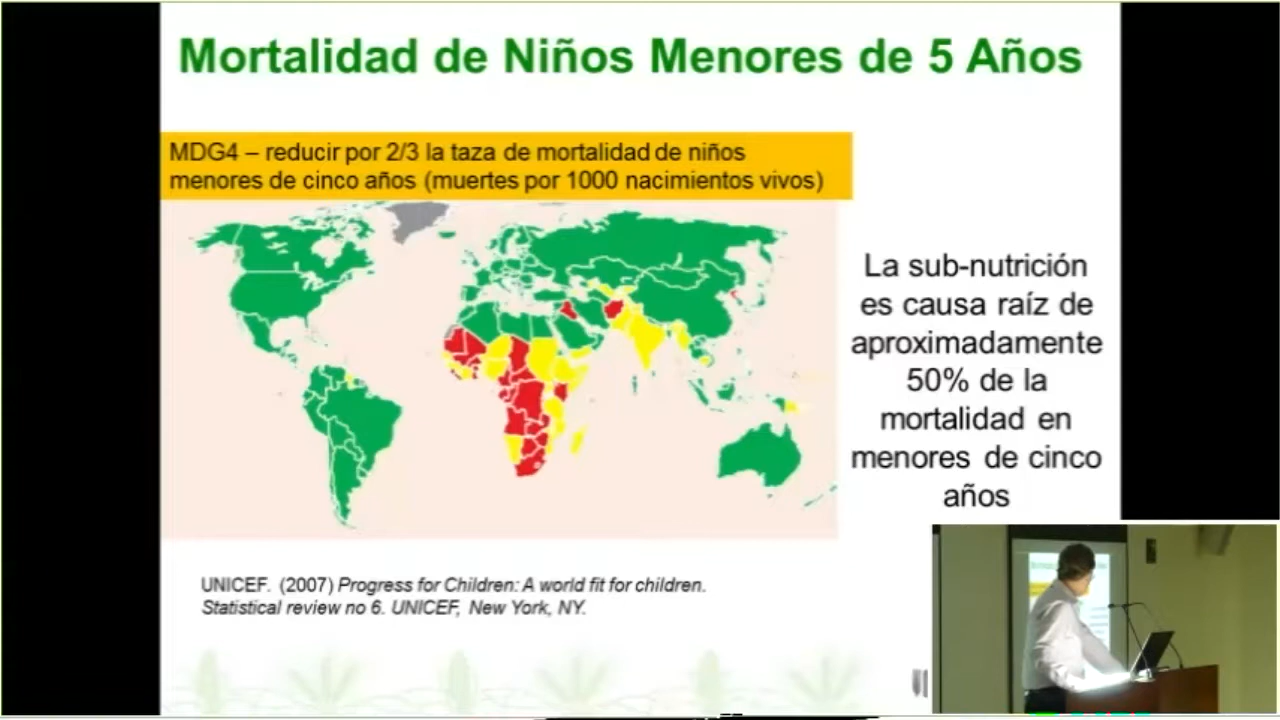 Mortalidad de Niños Menores de 5 Años
MDG4 – reducir por 2/3 la taza de mortalidad de niños
menores de cinco años (muertes por 1000 nacimientos vivos)
La sub-nutrición
es causa raíz de
aproximadamente
50% de la
mortalidad en
menores de cinco
años
UNICEF. (2007) Progress for Children: A world fit for children.
Statistical review no 6. UNICEF, New York, NY.